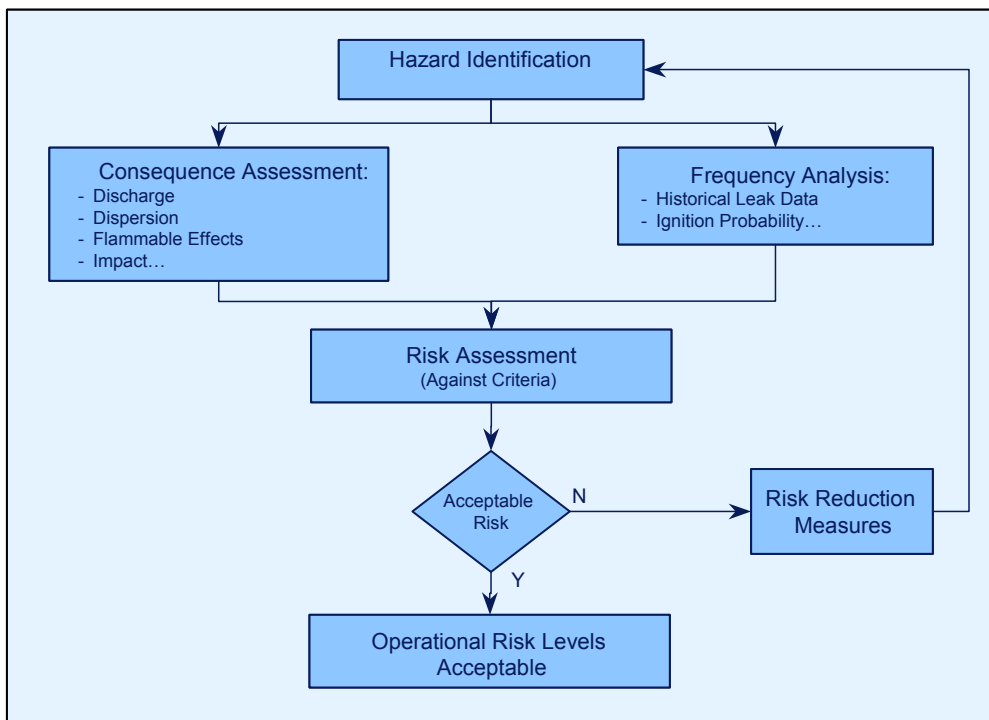 Hazard Identification
Consequence Assessment:
- Discharge
- Dispersion
- Flammable Effects
- Impact…
Frequency Analysis:
- Historical Leak Data
- Ignition Probability…
Risk Assessment
(Against Criteria)
Acceptable
Risk
N
Risk Reduction
Measures
Y
Operational Risk Levels
Acceptable